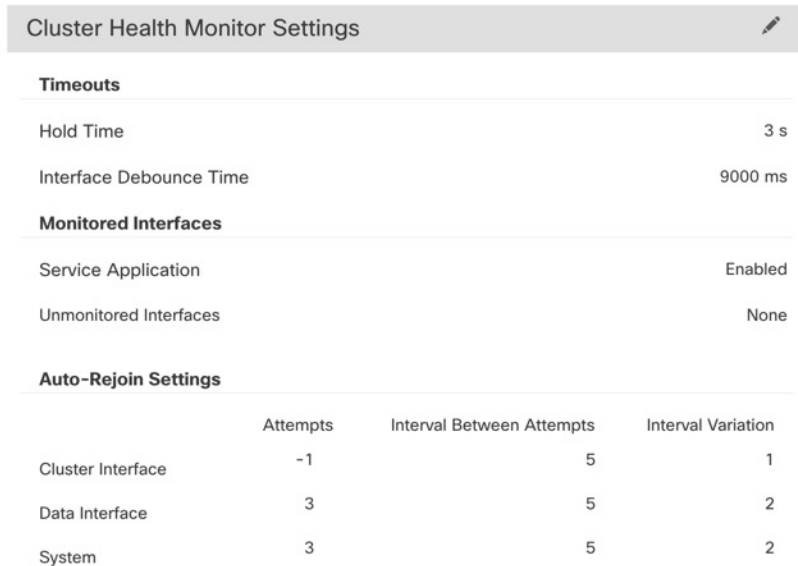 Cluster Health Monitor Settings
Timeouts
Hold Time 3 s
Interface Debounce Time 9000 ms
Monitored Interfaces
Service Application Enabled
Unmonitored Interfaces None
Auto-Rejoin Settings
Attempts Interval Between Attempts Interval Variation
Cluster Interface -1 5 1
Data Interface 3 5 2
System 3 5 2